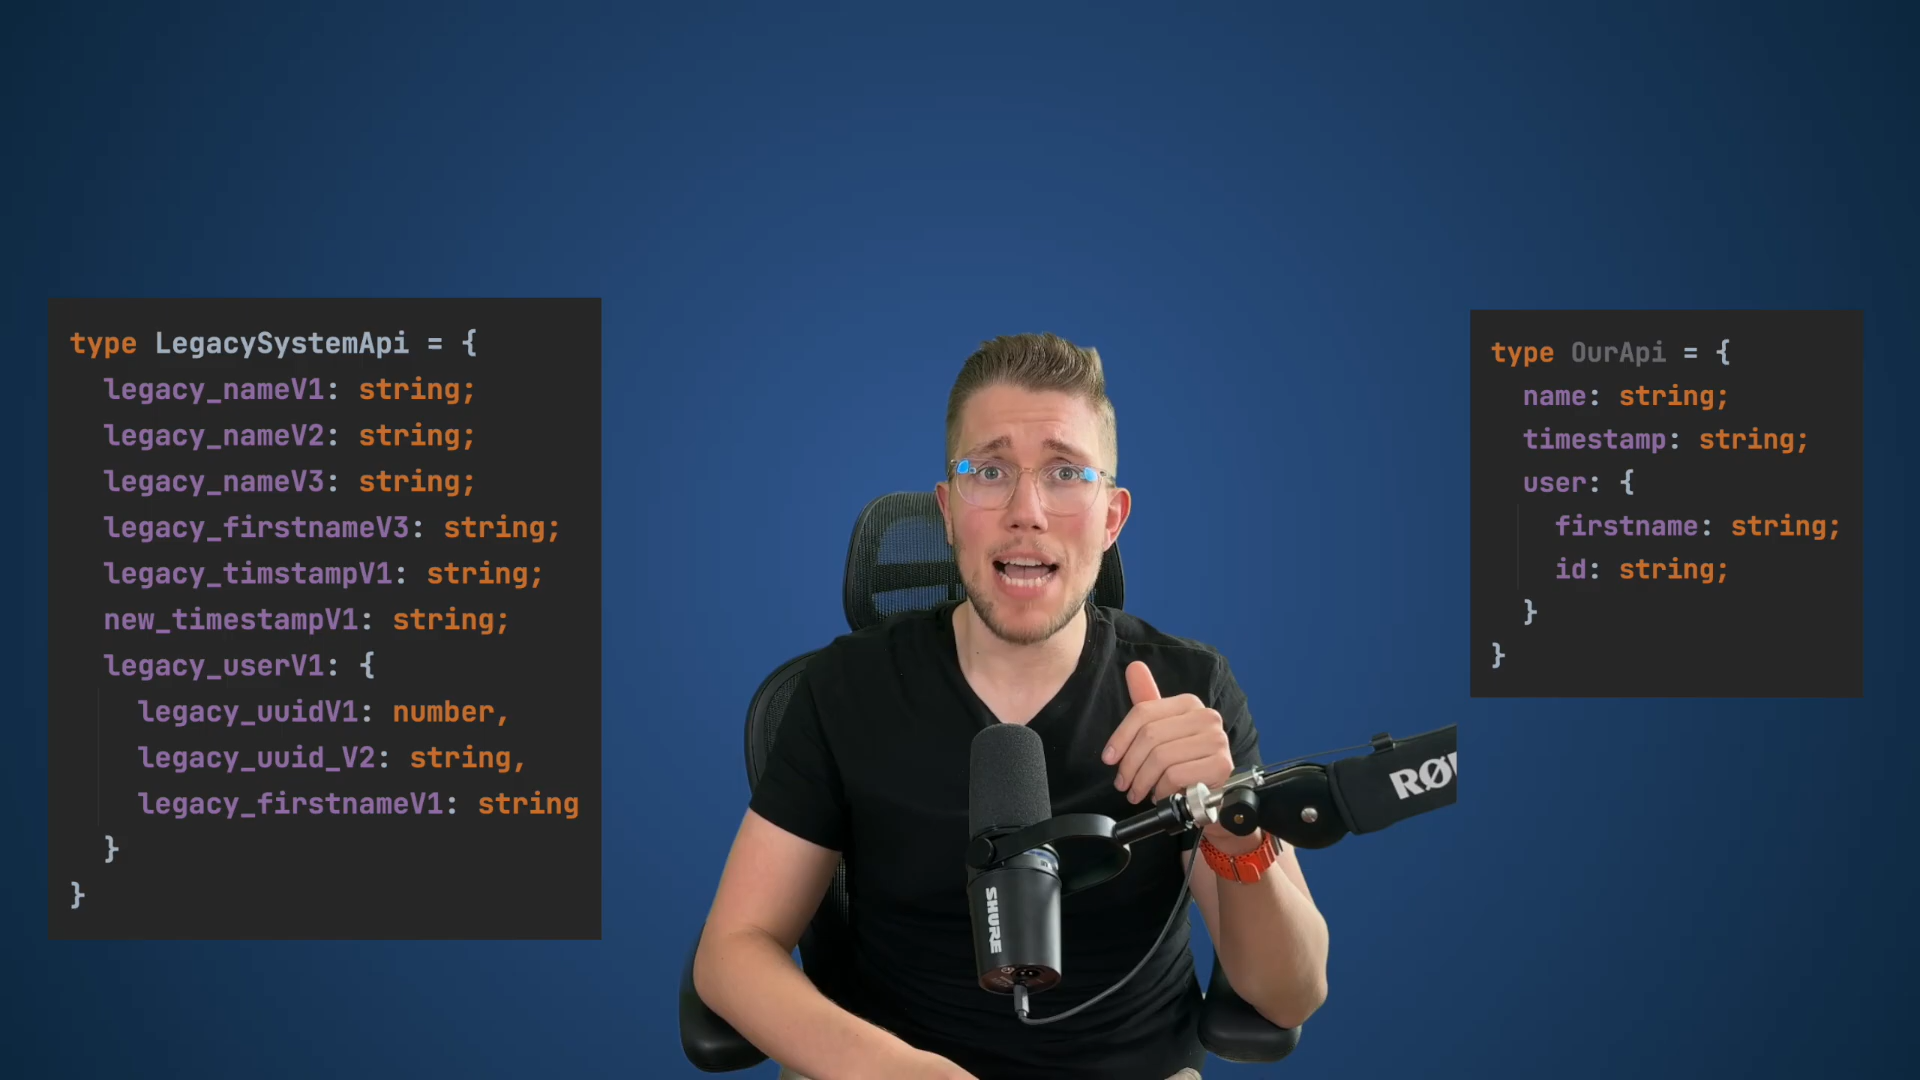 type LegacySystemApi = {
legacy_nameV1: string;
legacy_nameV2: string;
legacy_nameV3: string;
legacy_firstnameV3: string;
legacy_timstampV1: string;
new_timestampV1: string;
legacy_userV1: {
legacy_uuidV1: number,
legacy_uuid_V2: string,
legacy_firstnameV1: string
}
}
type OurApi = {
name: string;
timestamp: string;
user: {
firstname: string;
id: string;
}
}
SHURE